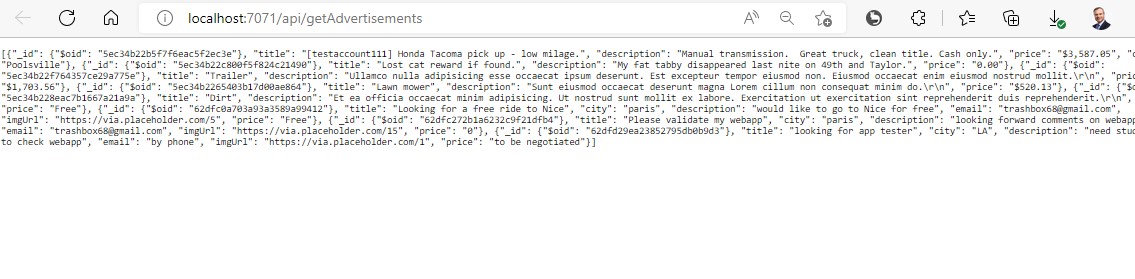 localhost:7071/api/getAdvertisements
[{"_id": {"$oid": "5ec34b22b5f7f6eac5f2ec3e"}, "title": "[testaccount111] Honda Tacoma pick up - low milage.", "description": "Manual transmission.  Great truck, clean title. Cash only.", "price": "$3,587.05",
"Poolsville"}, {"_id": {"$oid": "5ec34b22c800f5f824c21490"}, "title": "Lost cat reward if found.", "description": "My fat tabby disappeared last nite on 49th and Taylor.", "price": "0.00"}, {"_id": {"$oid":
"5ec34b22f764357ce29a775e"}, "title": "Trailer", "description": "Ullamco nulla adipisicing esse occaecat ipsum deserunt. Est excepteur tempor eiusmod non. Eiusmod occaecat enim eiusmod nostrud mollit.\r\n",
"$1,703.56"}, {"_id": {"$oid": "5ec34b2265403b17d00ae864"}, "title": "Lawn mower", "description": "Sunt eiusmod occaecat deserunt magna Lorem cillum non consequat minim do.\r\n", "price": "$520.13"}, {"_id":
"5ec34b228eac7b1667a21a9a"}, "title": "Dirt", "description": "Et ea officia occaecat minim adipisicing. Ut nostrud sunt mollit ex labore. Exercitation ut exercitation sint reprehenderit duis reprehenderit.\r\n",
"price": "Free"}, {"_id": {"$oid": "62dfc0a703a93a3589a99412"}, "title": "Looking for a free ride to Nice", "city": "paris", "description": "would like to go to Nice for free", "email": "trashbox68@gmail.com",
"imgUrl": "https://via.placeholder.com/5", "price": "Free"}, {"_id": {"$oid": "62dfc272b1a6232c9f21dfb4"}, "title": "Please validate my webapp", "city": "paris", "description": "looking forward comments on webapp
"email": "trashbox68@gmail.com", "imgUrl": "https://via.placeholder.com/15", "price": "0"}, {"_id": {"$oid": "62dfd29ea23852795db0b9d3"}, "title": "looking for app tester", "city": "LA", "description": "need
to check webapp", "email": "by phone", "imgUrl": "https://via.placeholder.com/1", "price": "to be negotiated"}]